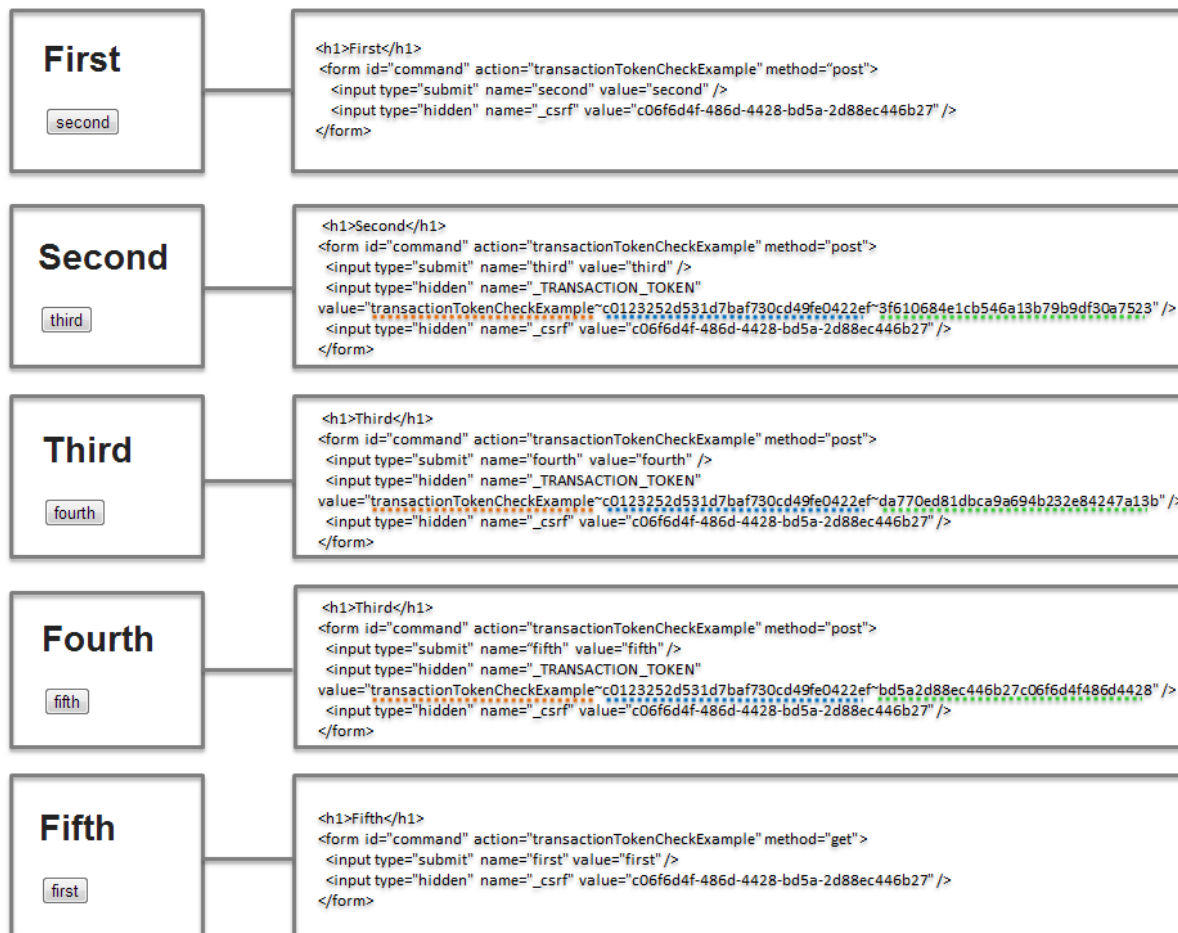 First
second
<h1>First</h1>
<form id="command" action="transactionTokenCheckExample" method=“post">
<input type="submit" name="second" value="second" />
<input type="hidden" name="_csrf" value="c06f6d4f-486d-4428-bd5a-2d88ec446b27" />
</form>
Second
third
<h1>Second</h1>
<form id="command" action="transactionTokenCheckExample" method="post">
<input type="submit" name="third" value="third" />
<input type="hidden" name="_TRANSACTION_TOKEN"
value="transactionTokenCheckExample~c0123252d531d7baf730cd49fe0422ef~3f610684e1cb546a13b79b9df30a7523" />
<input type="hidden" name="_csrf" value="c06f6d4f-486d-4428-bd5a-2d88ec446b27" />
</form>
Third
fourth
<h1>Third</h1>
<form id="command" action="transactionTokenCheckExample" method="post">
<input type="submit" name="fourth" value="fourth" />
<input type="hidden" name="_TRANSACTION_TOKEN"
value="transactionTokenCheckExample~c0123252d531d7baf730cd49fe0422ef~da770ed81dbca9a694b232e84247a13b" />
<input type="hidden" name="_csrf" value="c06f6d4f-486d-4428-bd5a-2d88ec446b27" />
</form>
Fourth
fifth
<h1>Third</h1>
<form id="command" action="transactionTokenCheckExample" method="post">
<input type="submit" name=“fifth" value="fifth" />
<input type="hidden" name="_TRANSACTION_TOKEN"
value="transactionTokenCheckExample~c0123252d531d7baf730cd49fe0422ef~bd5a2d88ec446b27c06f6d4f486d4428" />
<input type="hidden" name="_csrf" value="c06f6d4f-486d-4428-bd5a-2d88ec446b27" />
</form>
Fifth
first
<h1>Fifth</h1>
<form id="command" action="transactionTokenCheckExample" method="get">
<input type="submit" name="first" value="first" />
<input type="hidden" name="_csrf" value="c06f6d4f-486d-4428-bd5a-2d88ec446b27" />
</form>